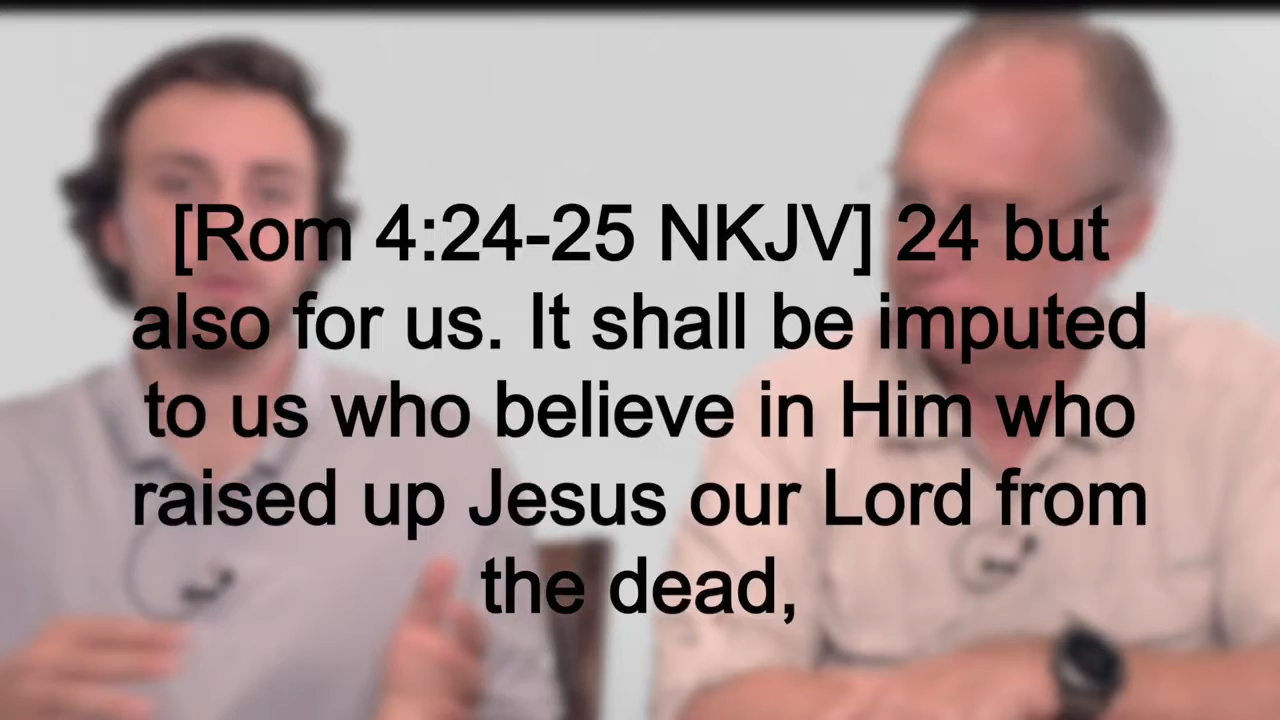 [Rom 4:24-25 NKJV] 24 but
also for us. It shall be imputed
to us who believe in Him who
raised up Jesus our Lord from
the dead,